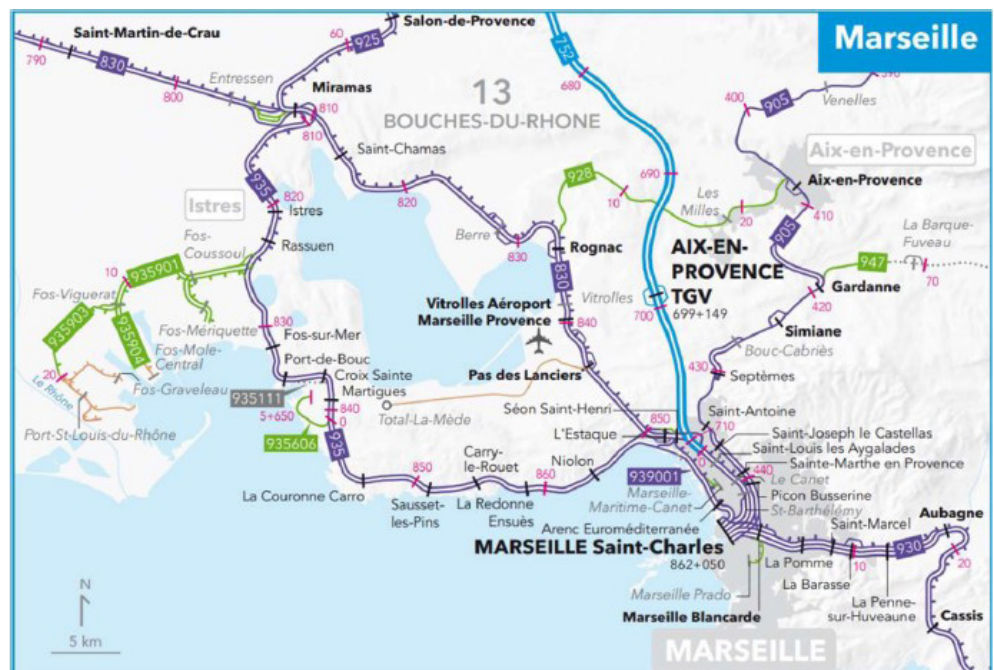 Marseille
Salon-de-Provence
Saint-Martin-de-Crau
60
925
752
790
830
Entressen
800
Miramas
810
810
13
BOUCHES-DU-RHONE
680
400
905
Venelles
Saint-Chamas
Aix-en-Provence
935
820
Istres
Istres
820
928
10
690
Les
Milles
20
Aix-en-Provence
410
905
Rassuen
Fos-
Coussoul
Berre
830
Rognac
AIX-EN-
PROVENCE
TGV
699+149
La Barque-
Fuveau
947
70
Gardanne
420
10
935901
Fos-Viguerat
935903
935904
Fos-Mériquette
830
Vitrolles Aéroport
Marseille Provence
840
Vitrolles
700
Simiane
Bouc-Cabriès
Fos-sur-Mer
Fos-Mole-
Central
Port-de-Bouc
Croix Sainte
Martigues
Pas des Lanciers
430
Septèmes
20
Le Rhône
Fos-Graveleau
935111
5+650
840
0
Total-La-Mède
Séon Saint-Henri
850
Saint-Antoine
710
Port-St-Louis-du-Rhône
935606
935
L'Estaque
0
Saint-Joseph le Castellas
Saint-Louis les Aygalades
Sainte-Marthe en Provence
440
Le Canet
850
Carry-
le-Rouet
Niolon
860
939001
Marseille-
Maritime-Canet
Picon Busserine
St-Barthélémy
La Couronne Carro
Sausset-
les-Pins
La Redonne
Ensuès
Arenc Euroméditerranée
Saint-Marcel
Aubagne
MARSEILLE Saint-Charles
862+050
930
La Pomme
10
20
La Barasse
Marseille Prado
La Penne-
sur-Huveaune
Marseille Blancarde
Cassis
MARSEILLE
N
5 km
830